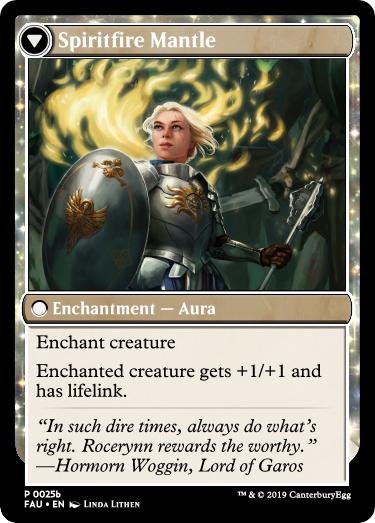 Spiritfire Mantle
Enchantment — Aura
Enchant creature
Enchanted creature gets +1/+1 and
has lifelink.
“In such dire times, always do what’s
right. Rocerynn rewards the worthy.”
—Hormorn Woggin, Lord of Garos
P 0025b
FAU • EN Linda Lithen
™ & © 2019 CanterburyEgg